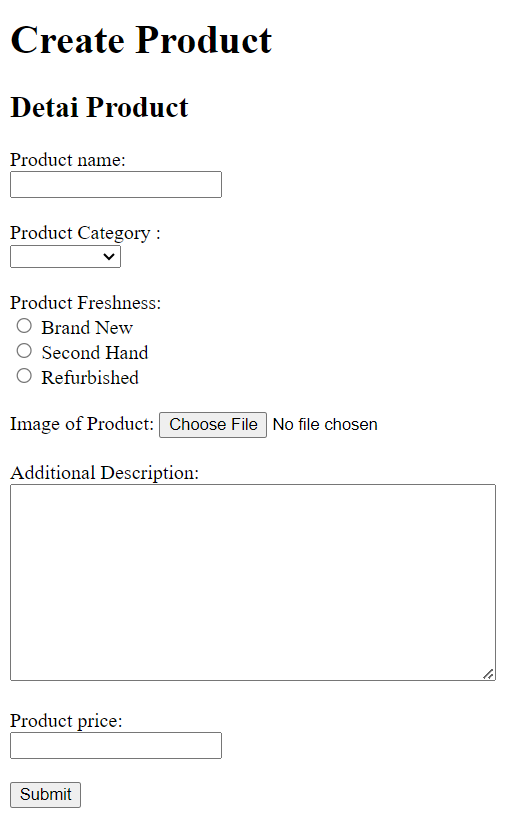 Create Product
Detai Product
Product name:
Product Category :
Product Freshness:
Brand New
Second Hand
Refurbished
Image of Product: Choose File No file chosen
Additional Description:
Product price:
Submit